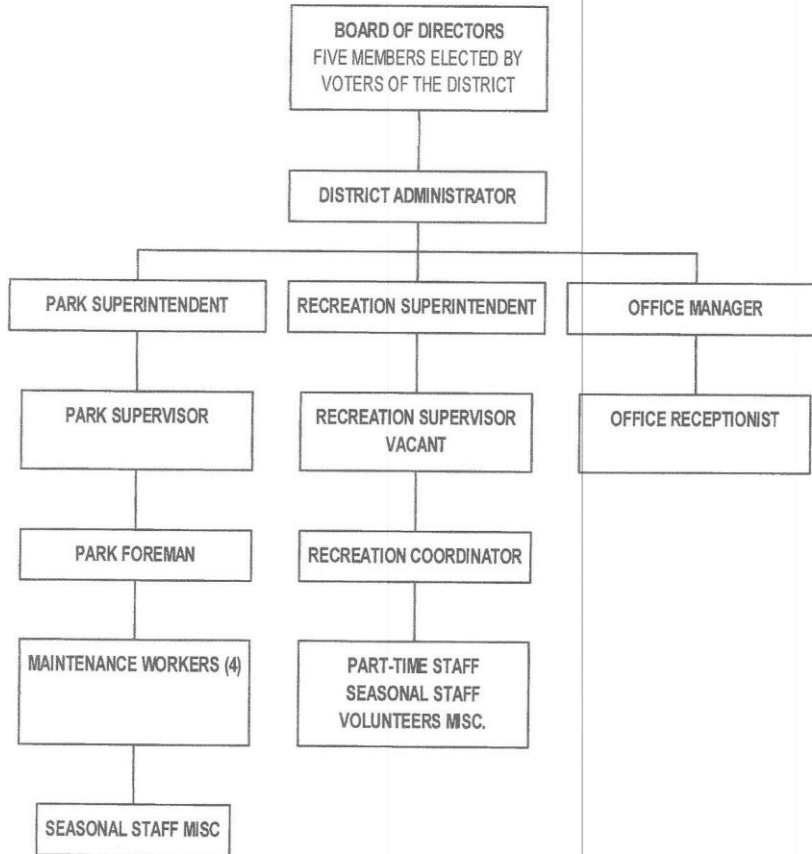 BOARD OF DIRECTORS
FIVE MEMBERS ELECTED BY
VOTERS OF THE DISTRICT
DISTRICT ADMINISTRATOR
PARK SUPERINTENDENT
RECREATION SUPERINTENDENT
OFFICE MANAGER
PARK SUPERVISOR
RECREATION SUPERVISOR
VACANT
OFFICE RECEPTIONIST
PARK FOREMAN
RECREATION COORDINATOR
MAINTENANCE WORKERS (4)
PART-TIME STAFF
SEASONAL STAFF
VOLUNTEERS MISC.
SEASONAL STAFF MISC